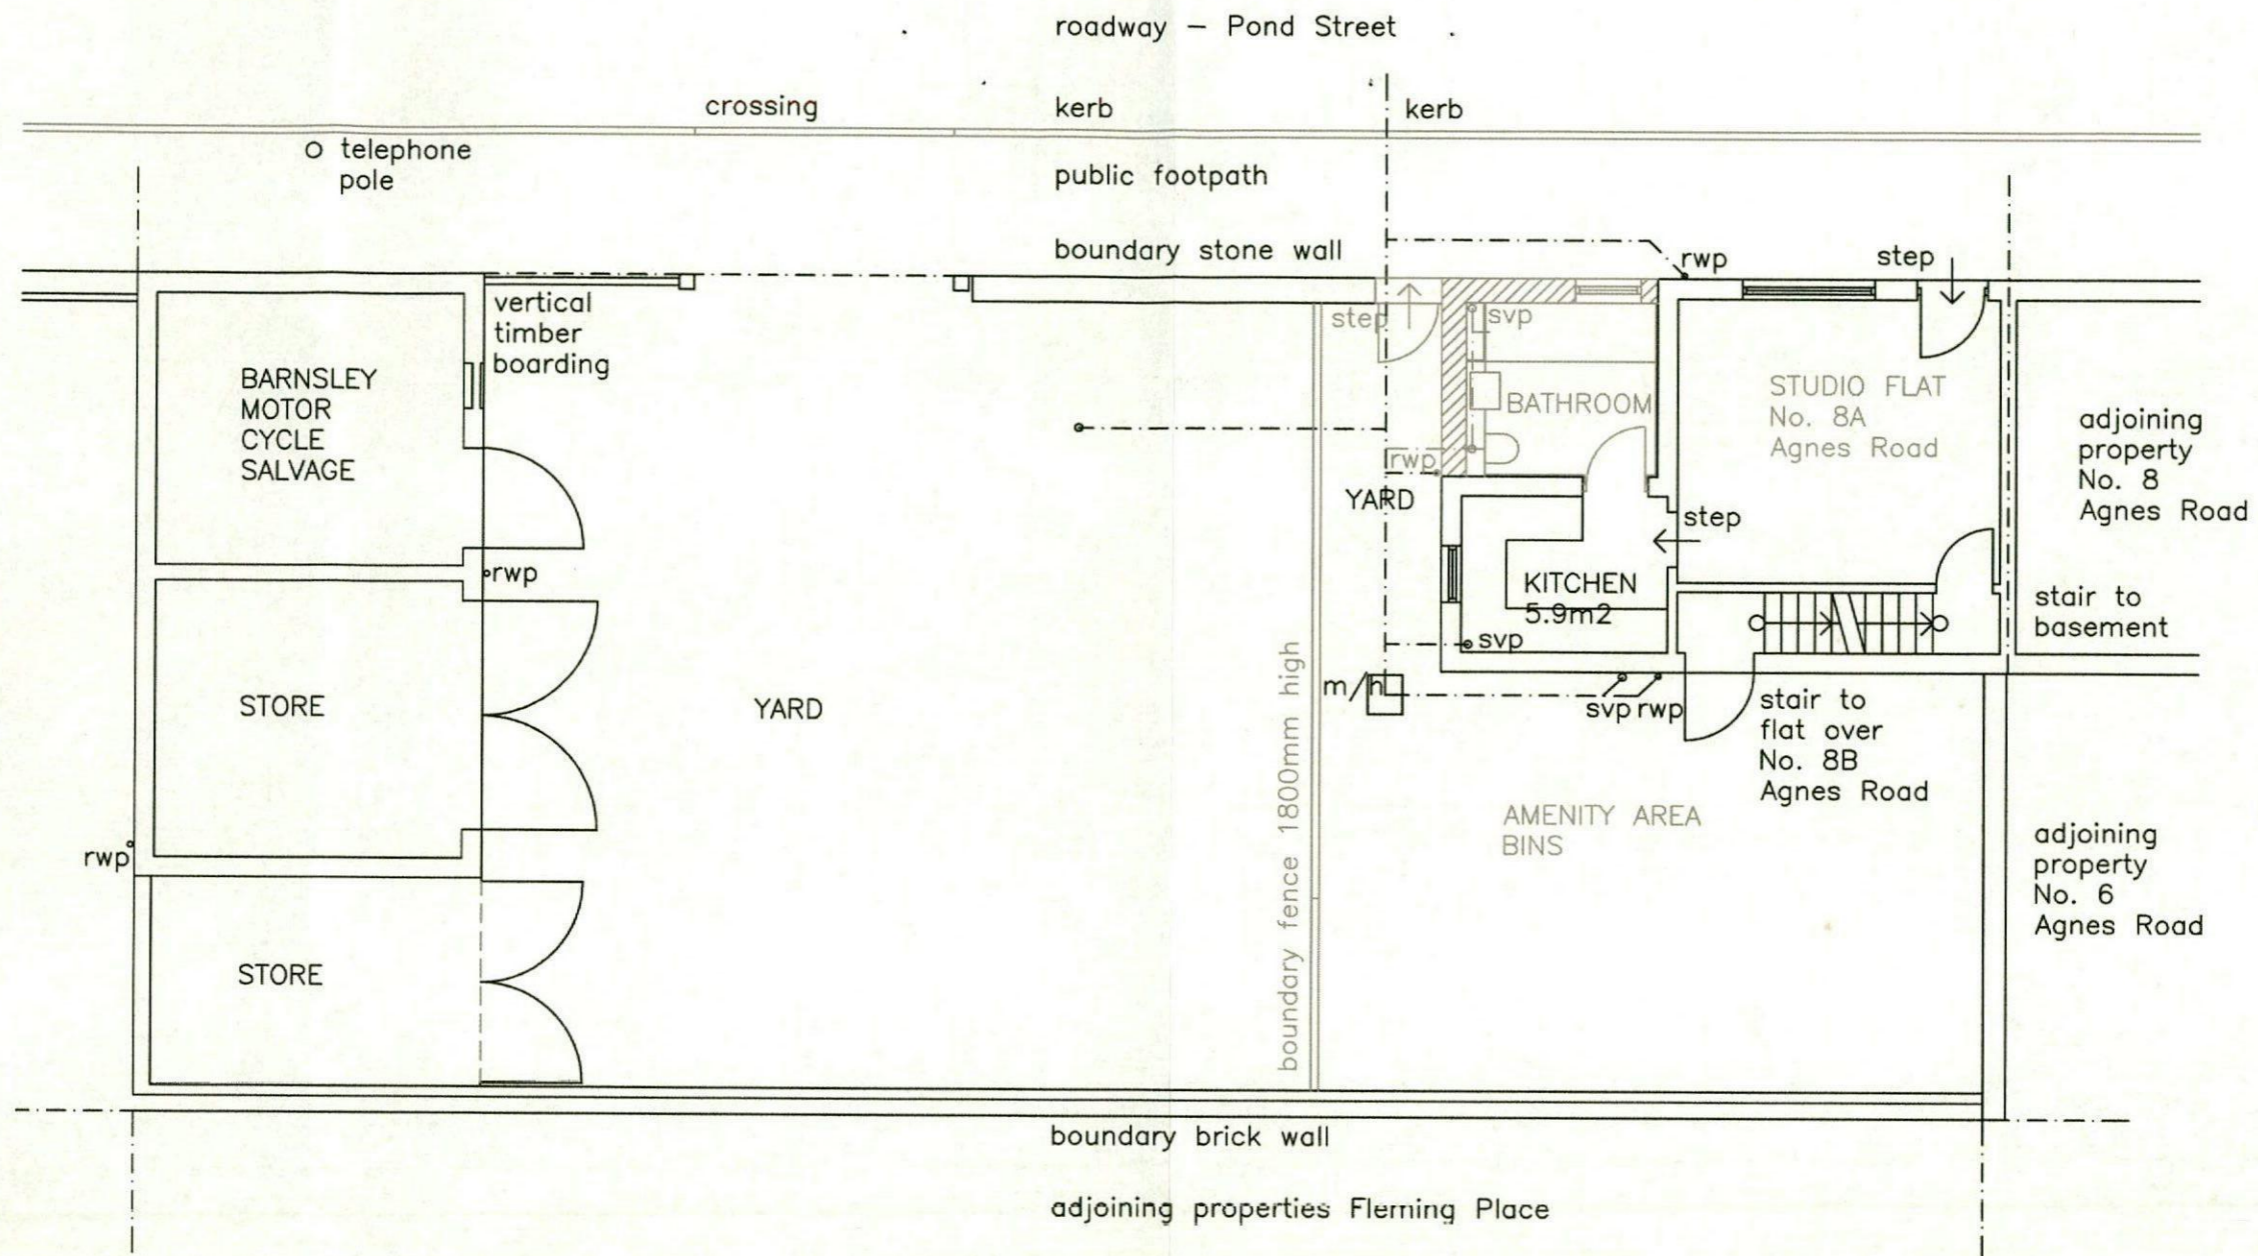 roadway – Pond Street
crossing
kerb
kerb
telephone
pole
public footpath
boundary stone wall
rwp
step
vertical
timber
boarding
step
svp
BARNSLEY
MOTOR
CYCLE
SALVAGE
BATHROOM
STUDIO FLAT
No. 8A
Agnes Road
adjoining
property
No. 8
Agnes Road
rwp
YARD
step
rwp
KITCHEN
5.9m2
stair to
basement
svp
boundary fence 1800mm high
m/h
STORE
YARD
svp
rwp
stair to
flat over
No. 8B
Agnes Road
AMENITY AREA
BINS
rwp
adjoining
property
No. 6
Agnes Road
STORE
boundary brick wall
adjoining properties Fleming Place